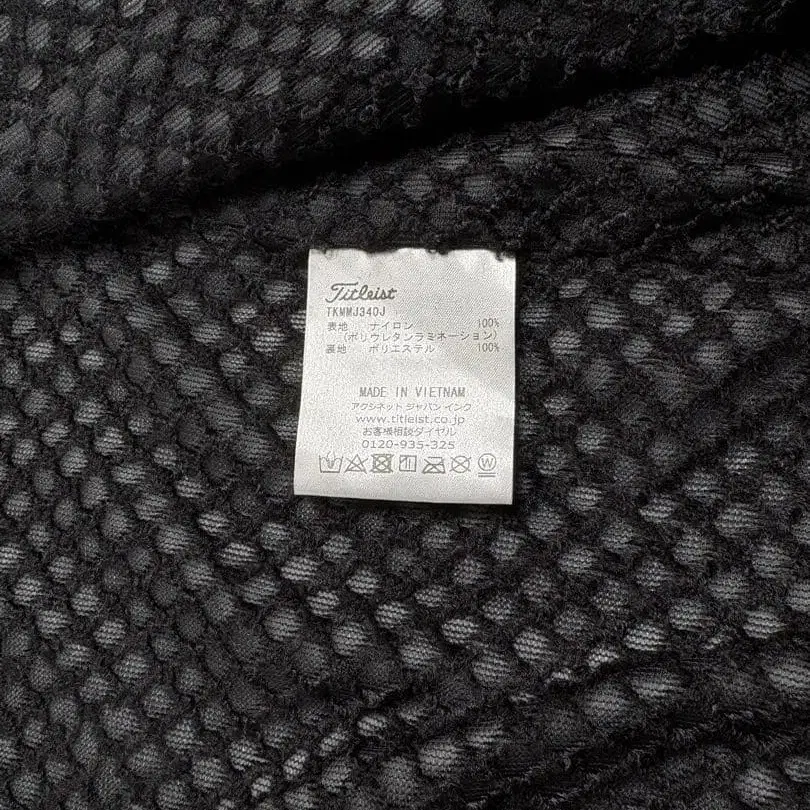 Titleist
TKMMJ340J
表地 ナイロン 100%
(ポリウレタンラミネーション)
裏地 ポリエステル 100%
MADE IN VIETNAM
アクシネット ジャパン インク
www.titleist.co.jp
お客様相談ダイヤル
0120-935-325
W